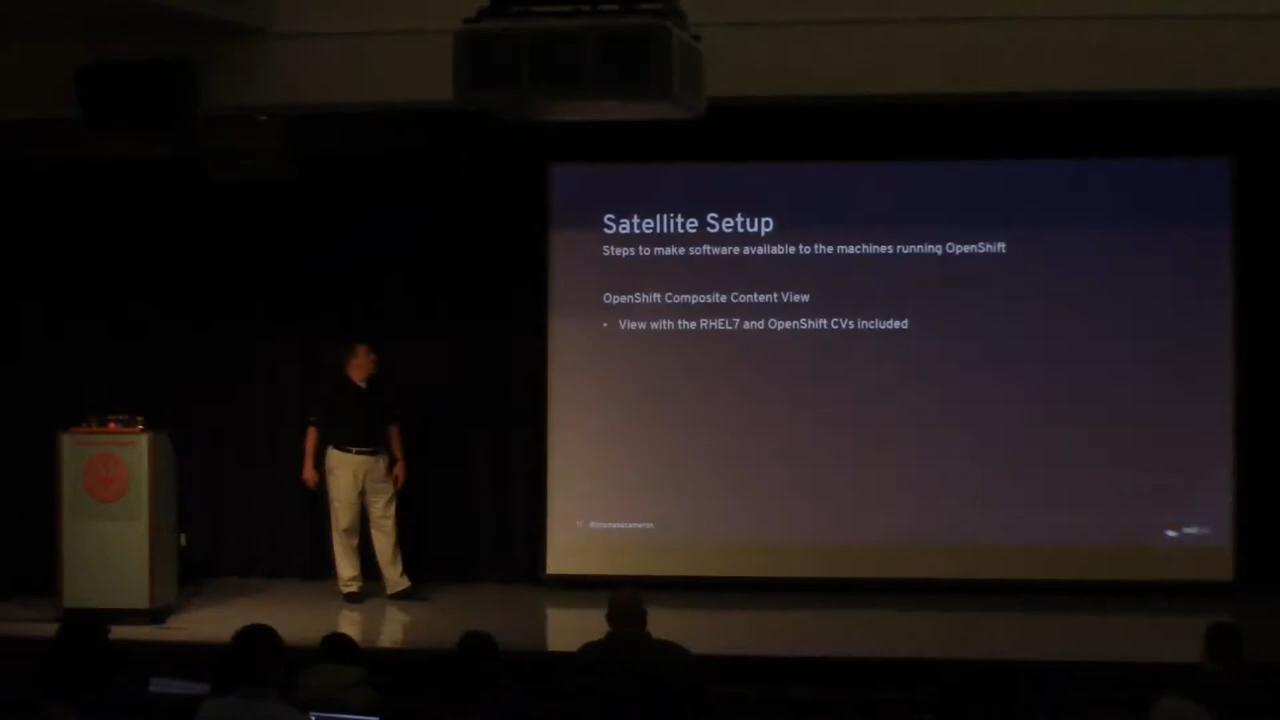 Satellite Setup
Steps to make software available to the machines running OpenShift
OpenShift Composite Content View
• View with the RHEL7 and OpenShift CVs included